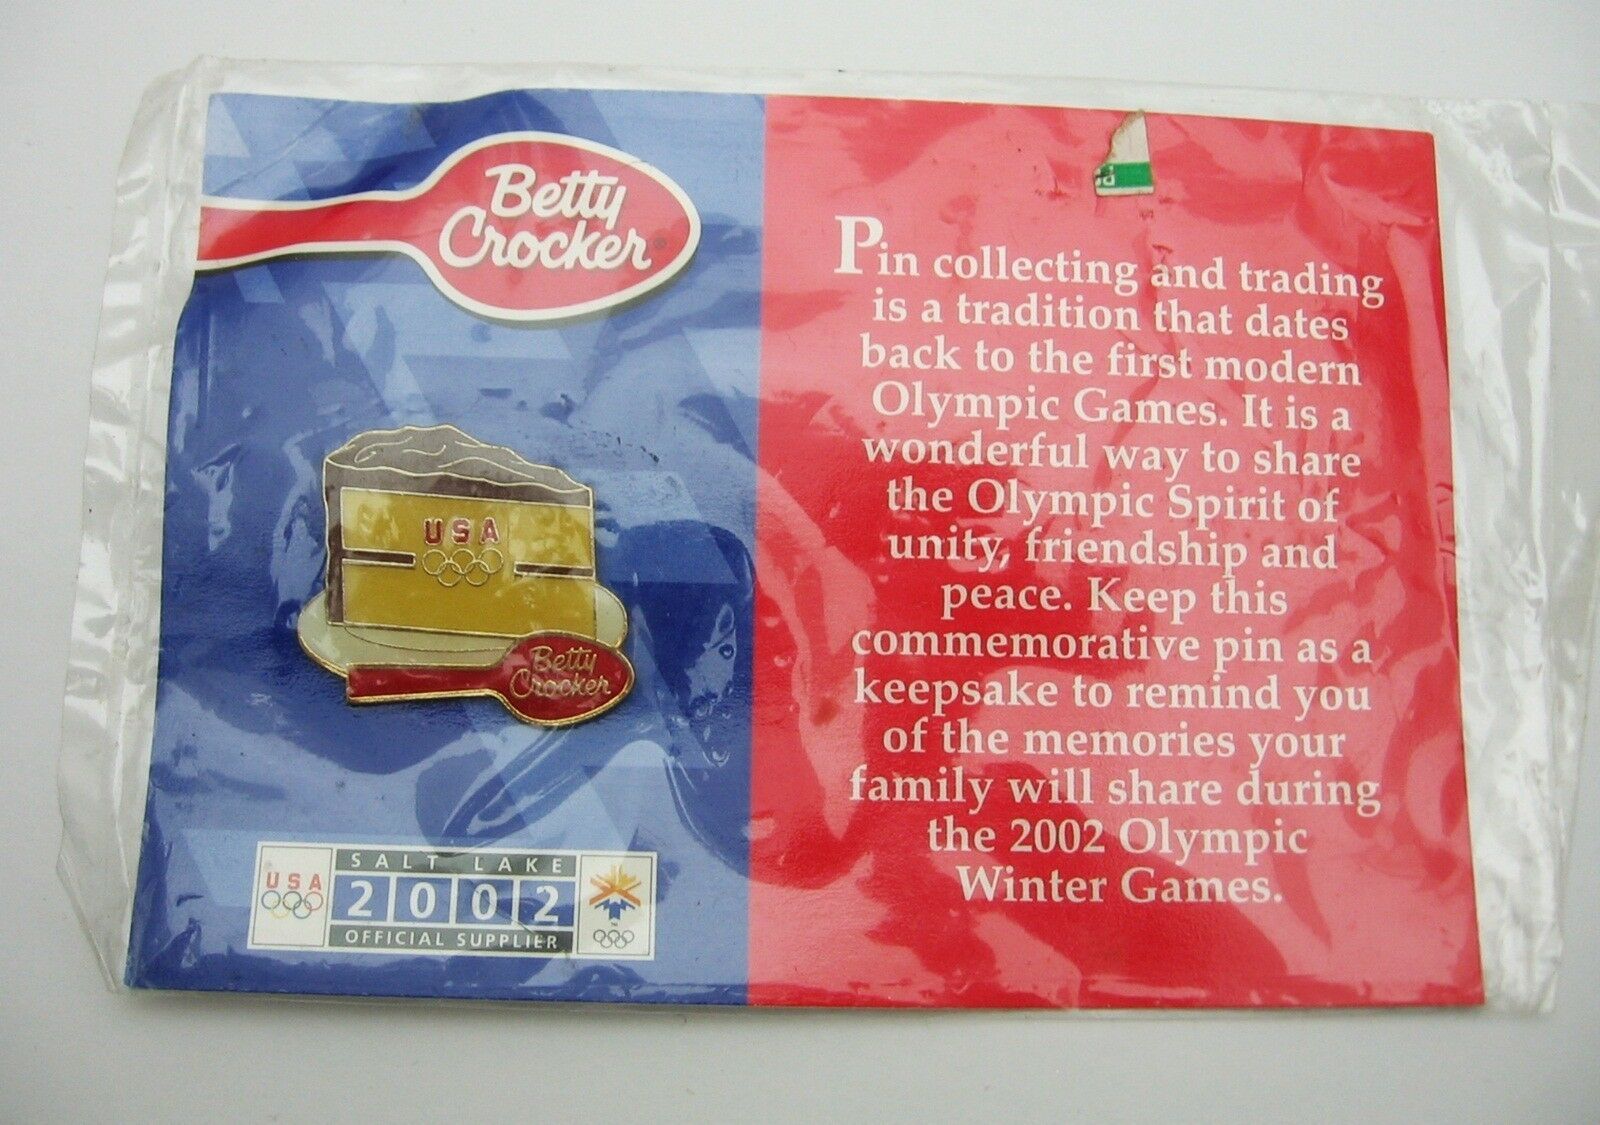 Betty
Crocker®
USA
Betty
Crocker
USA
SALT LAKE
2002
OFFICIAL SUPPLIER
TM
Pin collecting and trading
is a tradition that dates
back to the first modern
Olympic Games. It is a
wonderful way to share
the Olympic Spirit of
unity, friendship and
peace. Keep this
commemorative pin as a
keepsake to remind you
of the memories your
family will share during
the 2002 Olympic
Winter Games.